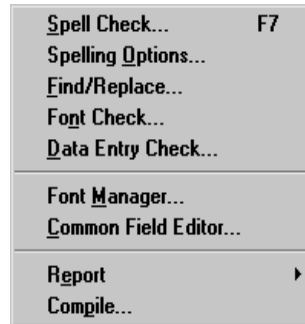 Spell Check... F7
Spelling Options...
Find/Replace...
Font Check...
Data Entry Check...
Font Manager...
Common Field Editor...
Report
Compile...